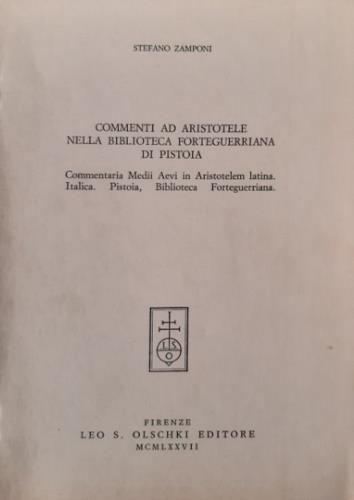 STEFANO ZAMPONI
COMMENTI AD ARISTOTELE
NELLA BIBLIOTECA FORTEGUERRIANA
DI PISTOIA
Commentaria Medii Aevi in Aristotelem latina.
Italica. Pistoia, Biblioteca Forteguerriana.
L S
O
FIRENZE
LEO S. OLSCHKI EDITORE
MCMLXXVII